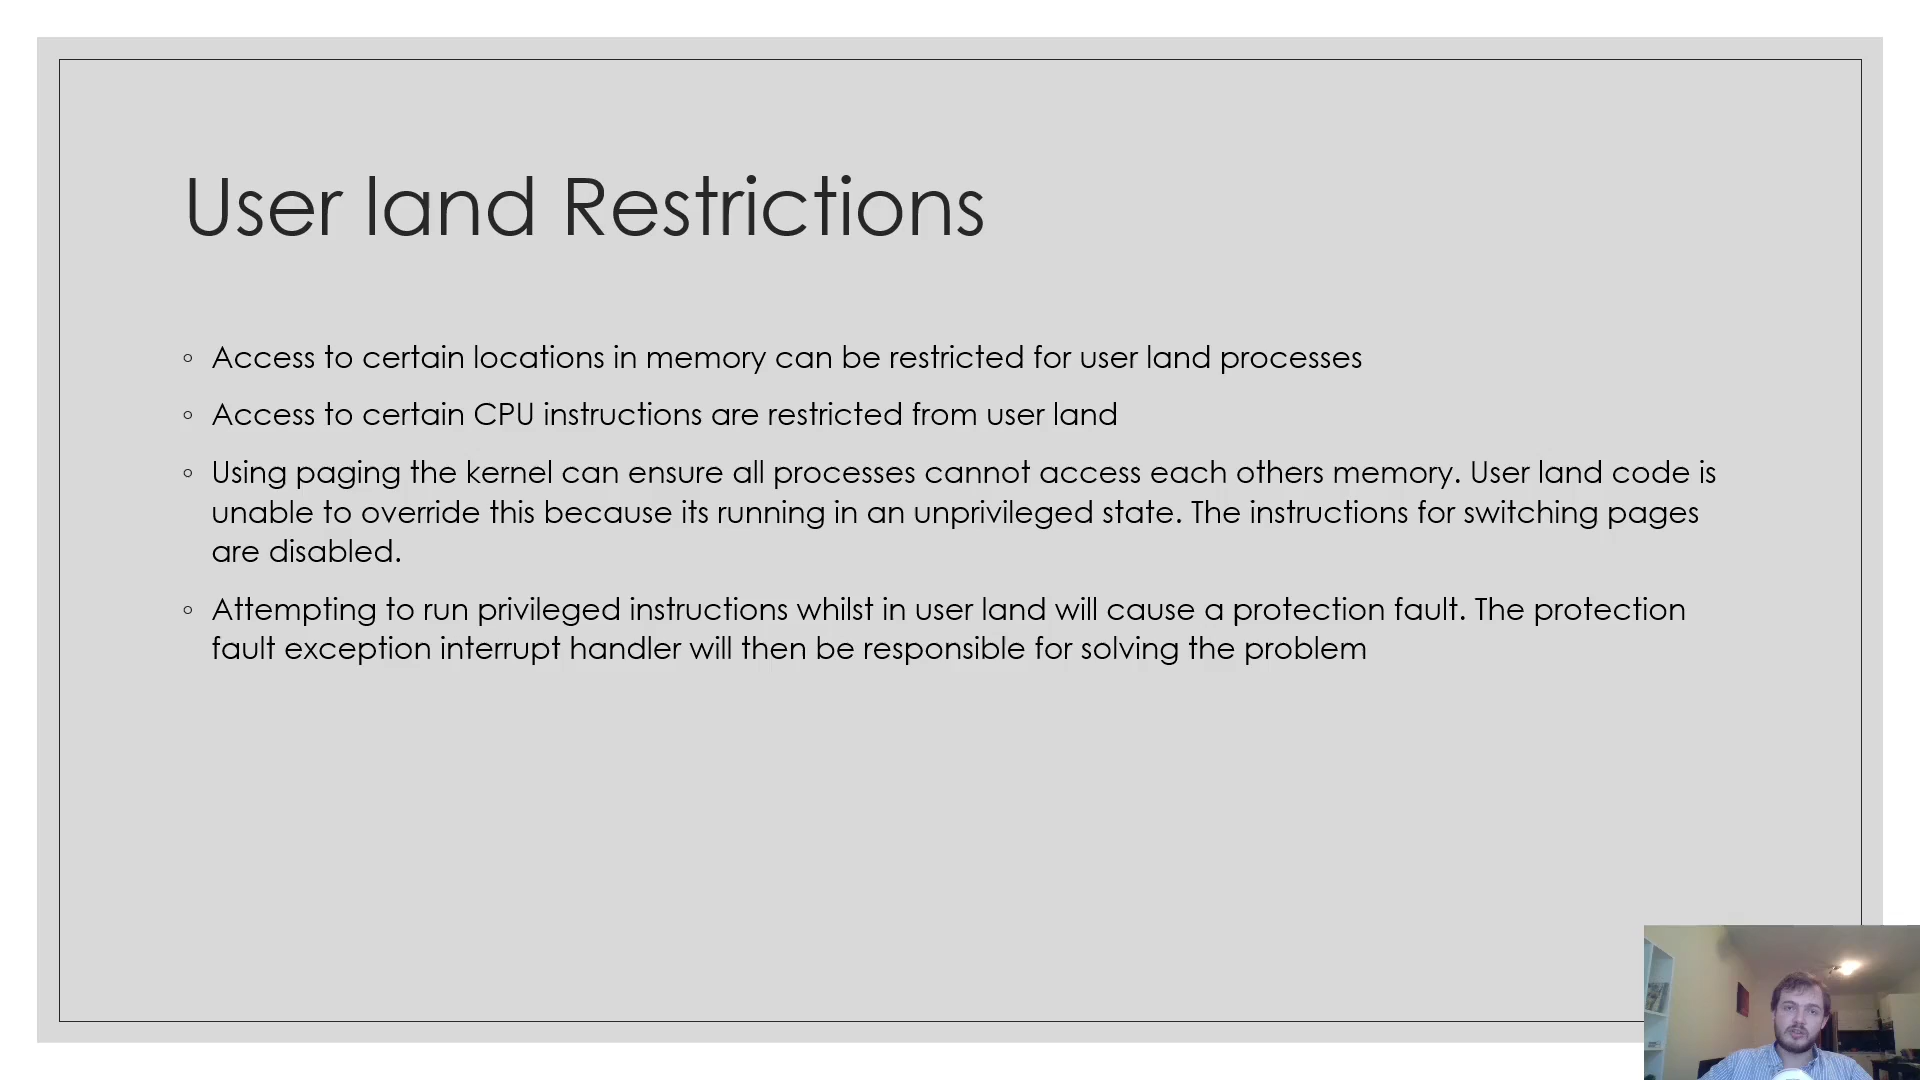 User land Restrictions
◦ Access to certain locations in memory can be restricted for user land processes
◦ Access to certain CPU instructions are restricted from user land
◦ Using paging the kernel can ensure all processes cannot access each others memory. User land code is
unable to override this because its running in an unprivileged state. The instructions for switching pages
are disabled.
◦ Attempting to run privileged instructions whilst in user land will cause a protection fault. The protection
fault exception interrupt handler will then be responsible for solving the problem